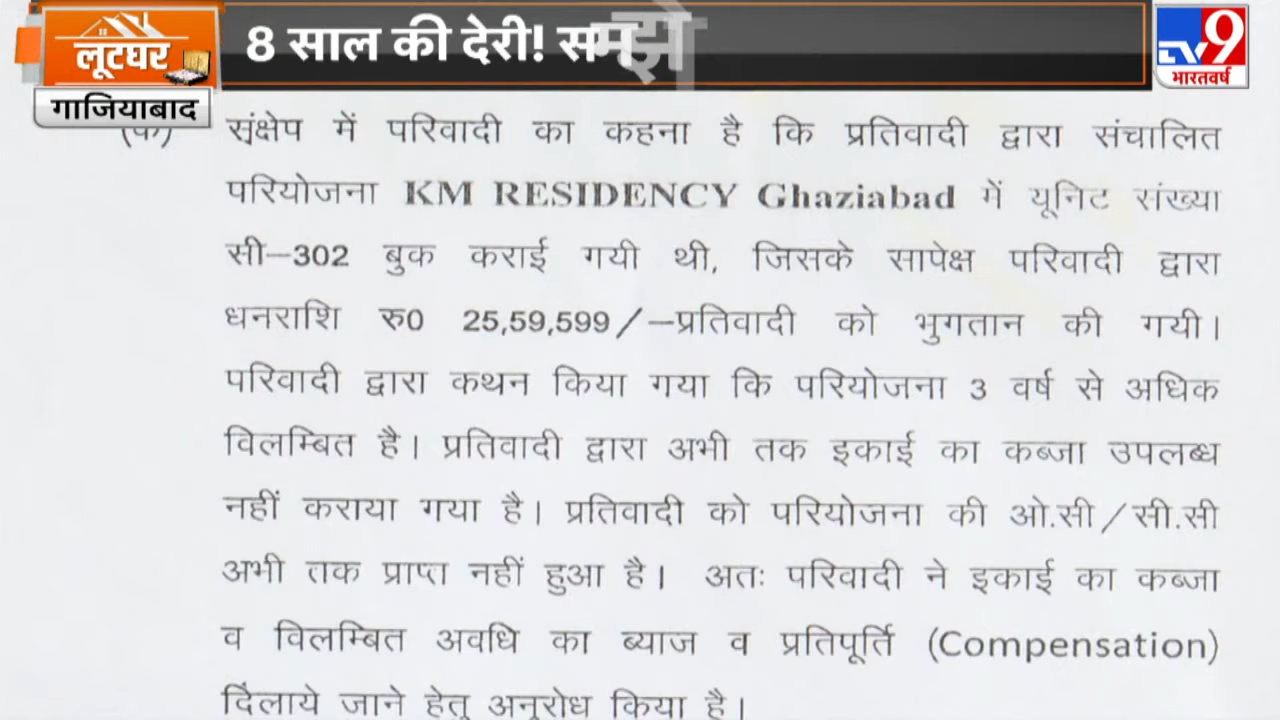 लूटघर
गाजियाबाद
8 साल की देरी! समझो
TV9
भारतवर्ष
(क) संक्षेप में परिवादी का कहना है कि प्रतिवादी द्वारा संचालित
परियोजना KM RESIDENCY Ghaziabad में यूनिट संख्या
सी–302 बुक कराई गयी थी, जिसके सापेक्ष परिवादी द्वारा
धनराशि रु0 25,59,599/–प्रतिवादी को भुगतान की गयी।
परिवादी द्वारा कथन किया गया कि परियोजना 3 वर्ष से अधिक
विलम्बित है। प्रतिवादी द्वारा अभी तक इकाई का कब्जा उपलब्ध
नहीं कराया गया है। प्रतिवादी को परियोजना की ओ.सी/सी.सी
अभी तक प्राप्त नहीं हुआ है। अतः परिवादी ने इकाई का कब्जा
व विलम्बित अवधि का ब्याज व प्रतिपूर्ति (Compensation)
दिलाये जाने हेतु अनुरोध किया है।